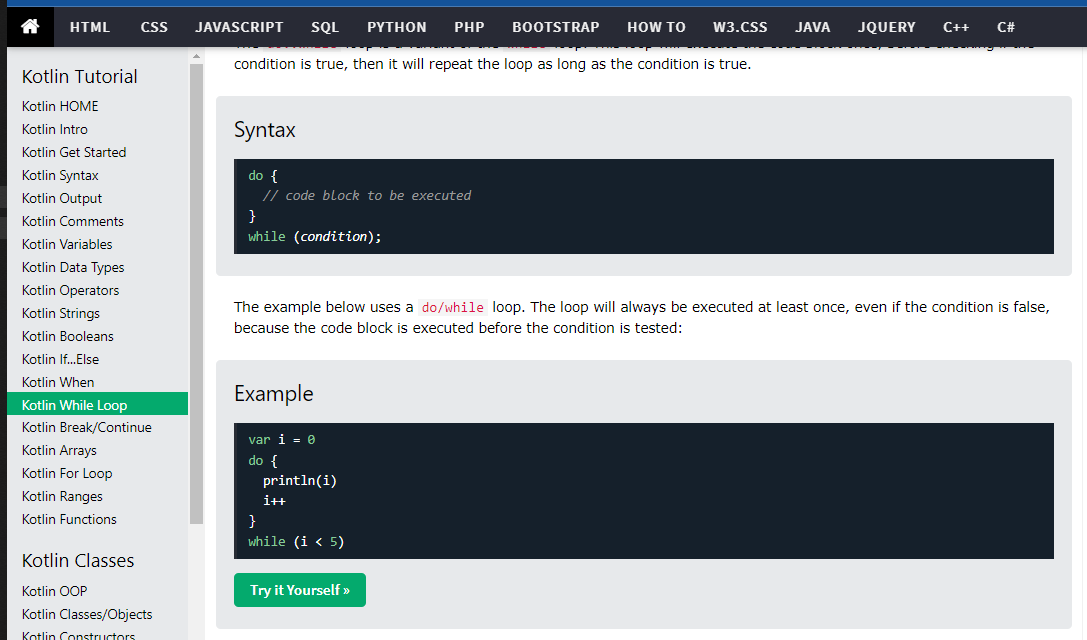 HTML CSS JAVASCRIPT SQL PYTHON PHP BOOTSTRAP HOW TO W3.CSS JAVA JQUERY C++ C#
Kotlin Tutorial
Kotlin HOME
Kotlin Intro
Kotlin Get Started
Kotlin Syntax
Kotlin Output
Kotlin Comments
Kotlin Variables
Kotlin Data Types
Kotlin Operators
Kotlin Strings
Kotlin Booleans
Kotlin If...Else
Kotlin When
Kotlin While Loop
Kotlin Break/Continue
Kotlin Arrays
Kotlin For Loop
Kotlin Ranges
Kotlin Functions
Kotlin Classes
Kotlin OOP
Kotlin Classes/Objects
Kotlin Constructors
condition is true, then it will repeat the loop as long as the condition is true.
Syntax
do {
  // code block to be executed
}
while (condition);
The example below uses a do/while loop. The loop will always be executed at least once, even if the condition is false,
because the code block is executed before the condition is tested:
Example
var i = 0
do {
  println(i)
  i++
}
while (i < 5)
Try it Yourself »